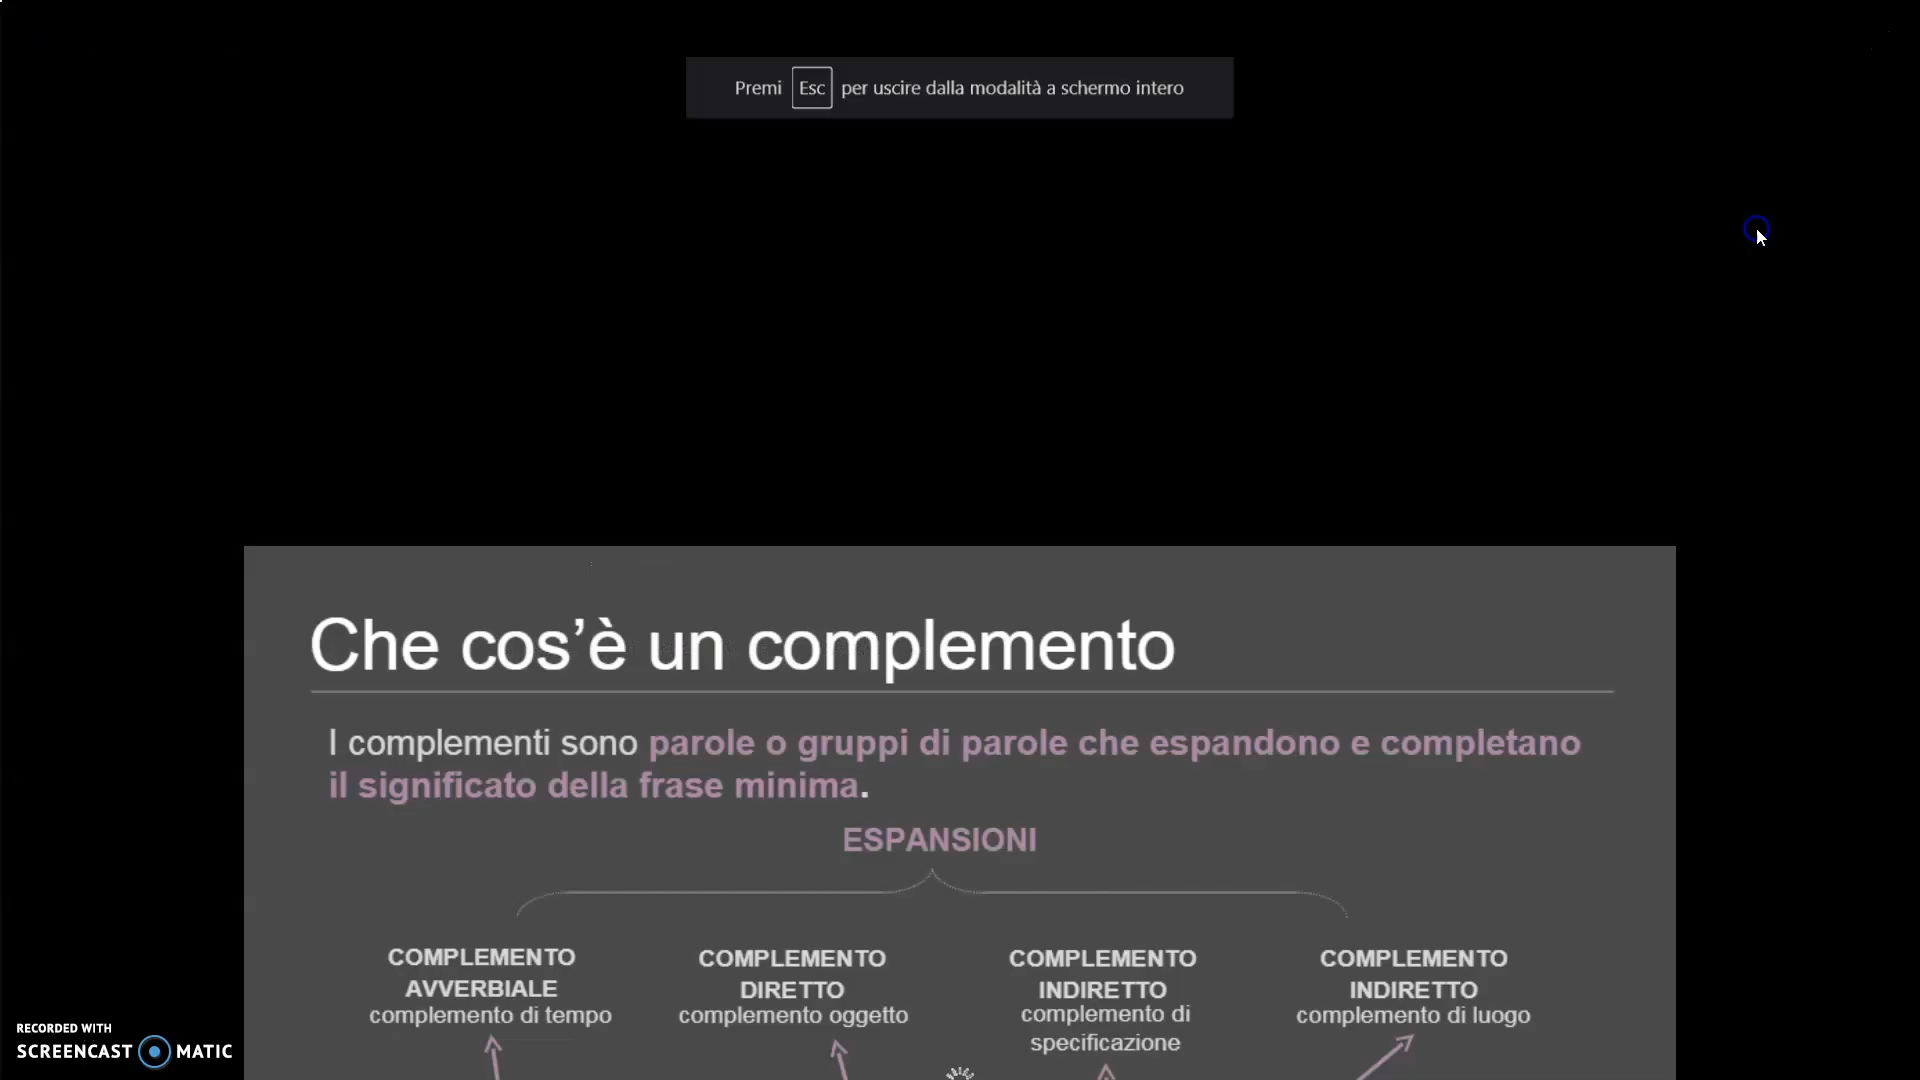 Premi Esc per uscire dalla modalità a schermo intero
Che cos’è un complemento
I complementi sono parole o gruppi di parole che espandono e completano
il significato della frase minima.
ESPANSIONI
COMPLEMENTO
AVVERBIALE
complemento di tempo
COMPLEMENTO
DIRETTO
complemento oggetto
COMPLEMENTO
INDIRETTO
complemento di
specificazione
COMPLEMENTO
INDIRETTO
complemento di luogo
RECORDED WITH
SCREENCAST MATIC